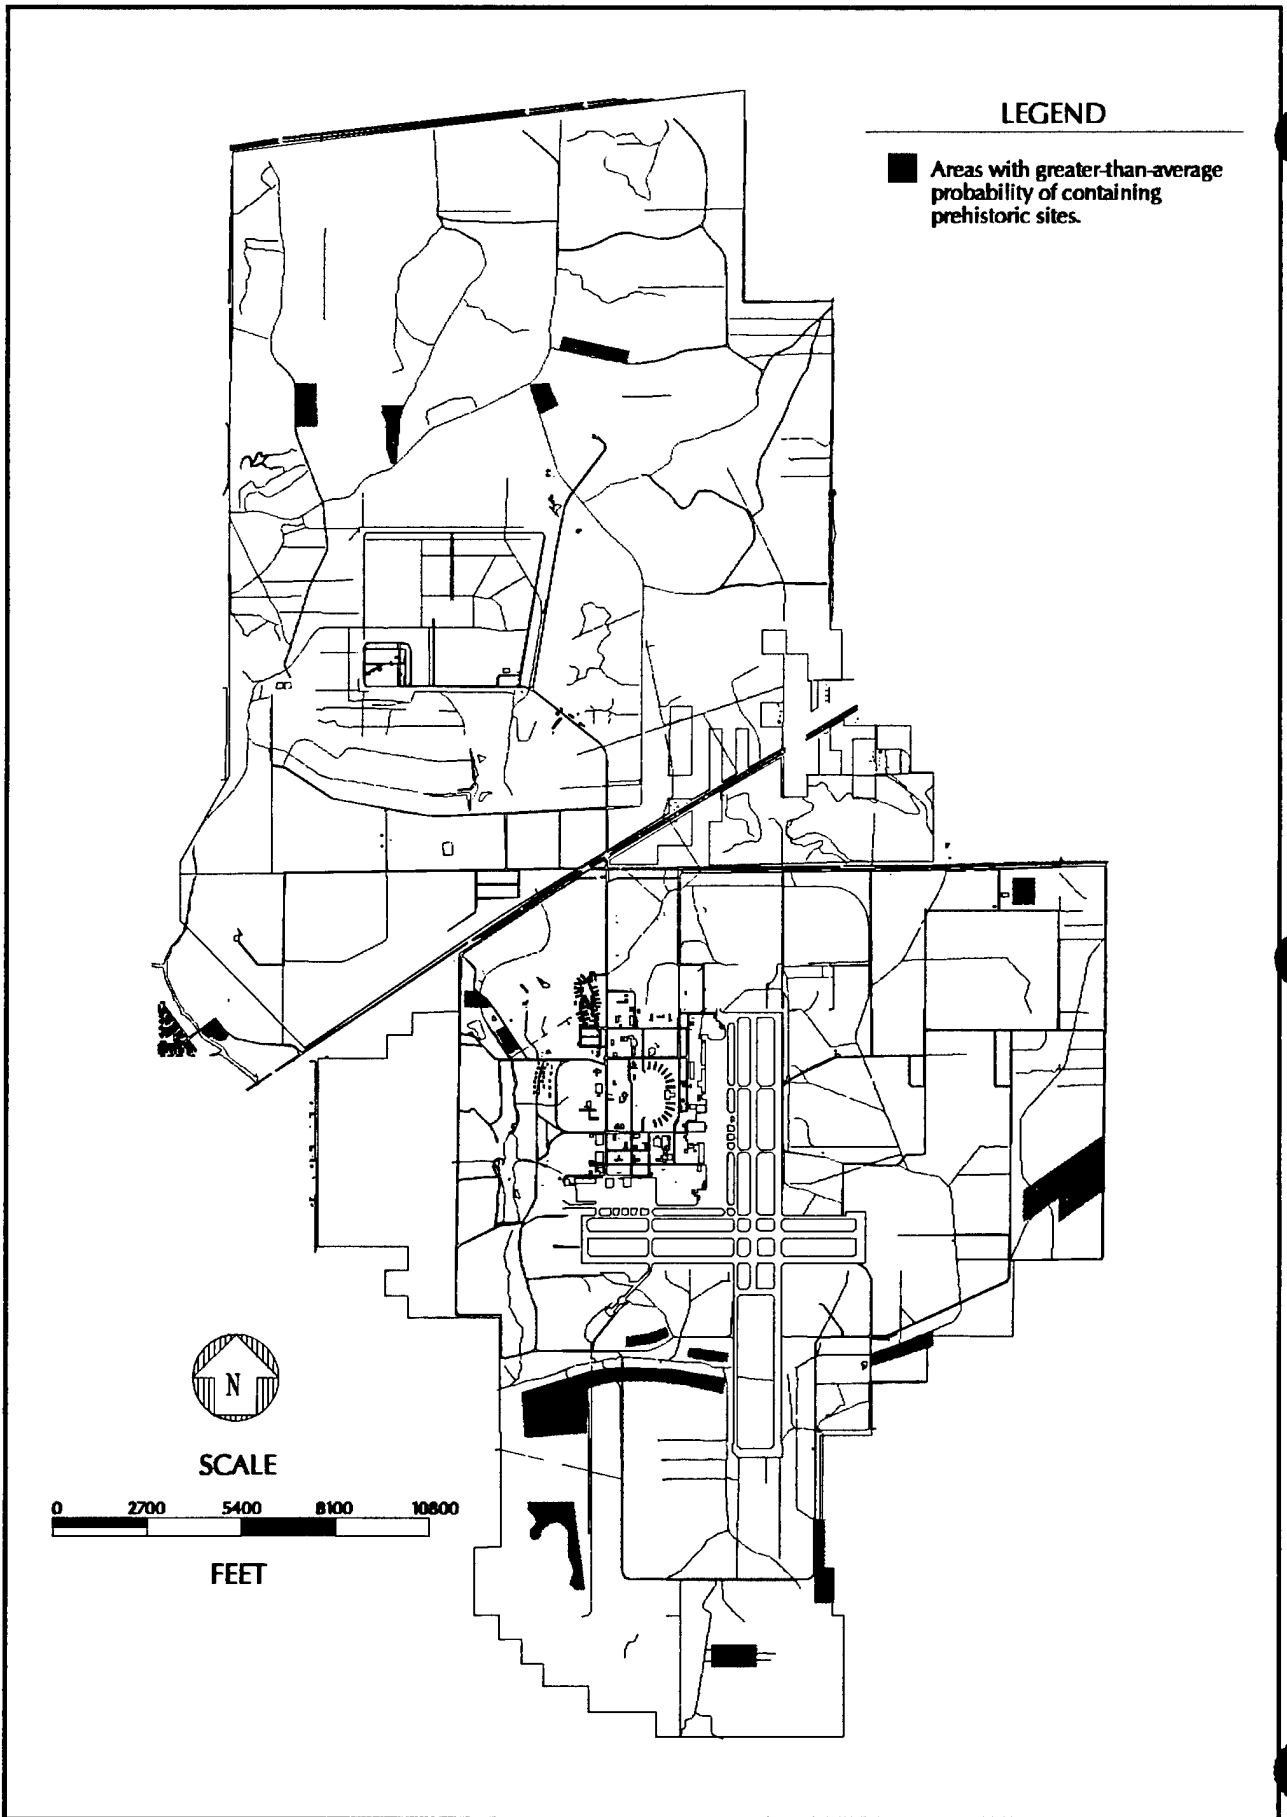 LEGEND
Areas with greater-than-average
probability of containing
prehistoric sites.
N
SCALE
0 2700 5400 8100 10800
FEET